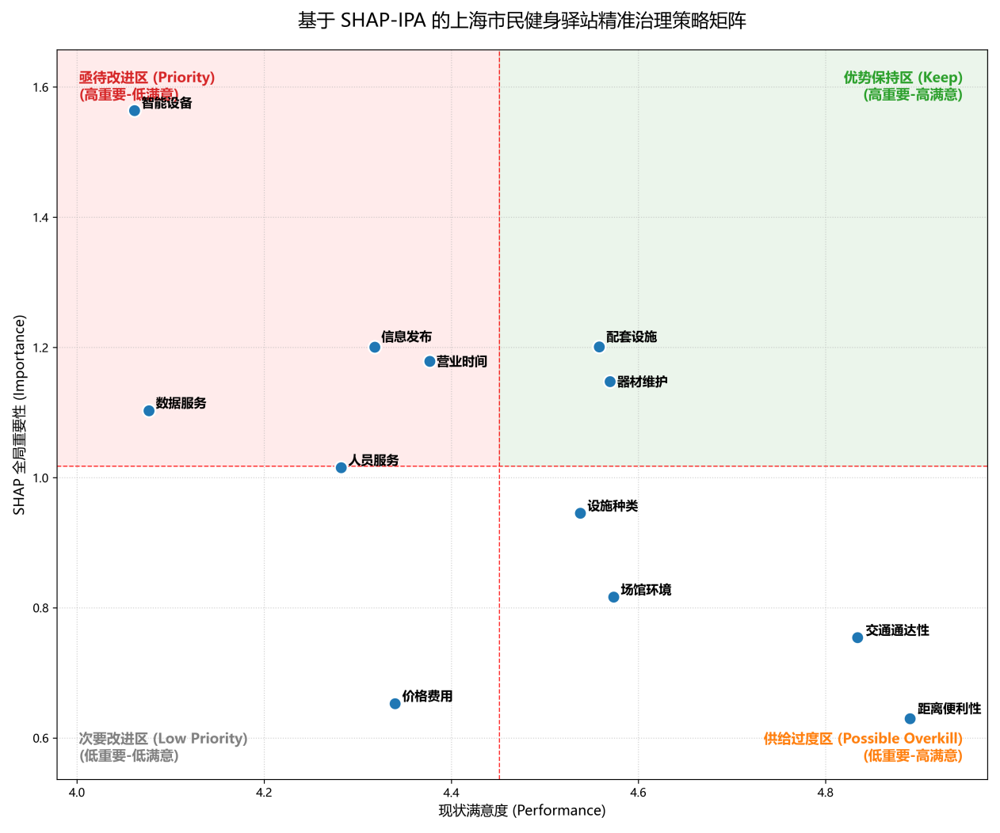 基于 SHAP-IPA 的上海市民健身驿站精准治理策略矩阵
亟待改进区 (Priority)
(高重要-低满意)
优势保持区 (Keep)
(高重要-高满意)
智能设备
信息发布
营业时间
配套设施
器材维护
数据服务
人员服务
设施种类
场馆环境
交通通达性
价格费用
距离便利性
次要改进区 (Low Priority)
(低重要-低满意)
供给过度区 (Possible Overkill)
(低重要-高满意)
SHAP 全局重要性 (Importance)
1.6
1.4
1.2
1.0
0.8
0.6
4.0 4.2 4.4 4.6 4.8
现状满意度 (Performance)